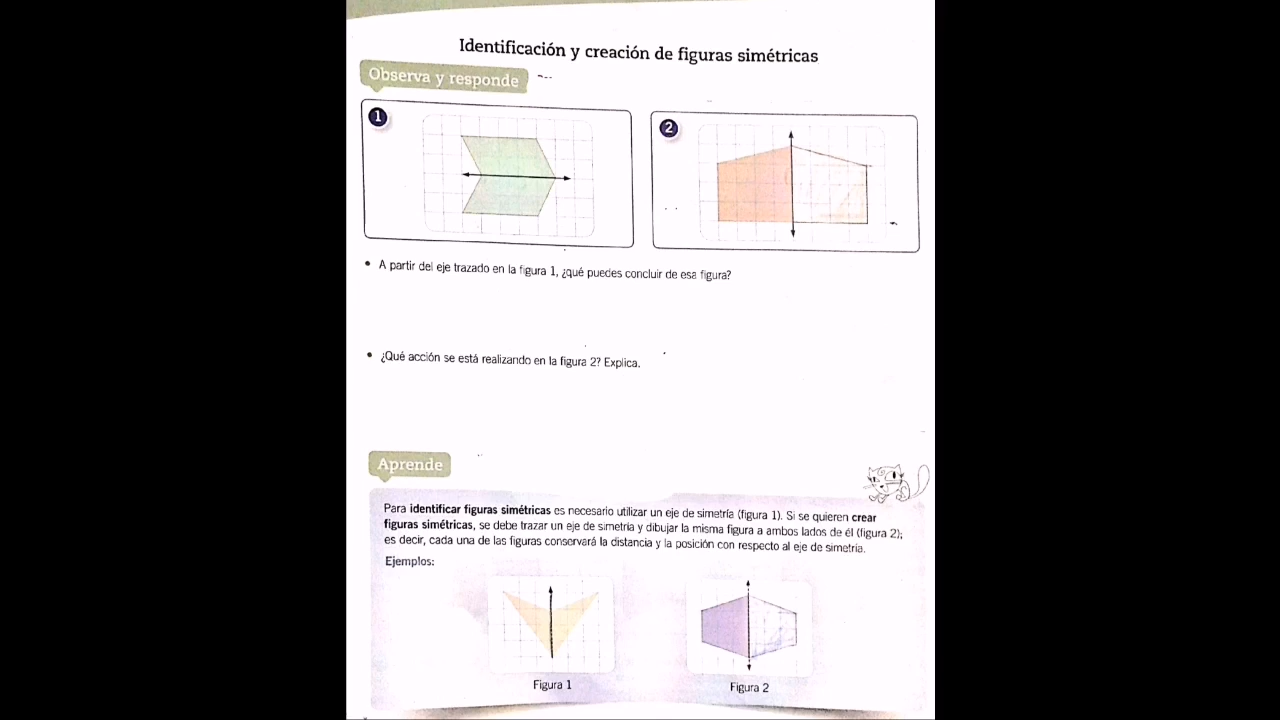 Identificación y creación de figuras simétricas
Observa y responde
1
2
A partir del eje trazado en la figura 1, ¿qué puedes concluir de esa figura?
¿Qué acción se está realizando en la figura 2? Explica.
Aprende
Para identificar figuras simétricas es necesario utilizar un eje de simetría (figura 1). Si se quieren crear
figuras simétricas, se debe trazar un eje de simetría y dibujar la misma figura a ambos lados de él (figura 2);
es decir, cada una de las figuras conservará la distancia y la posición con respecto al eje de simetría.
Ejemplos:
Figura 1
Figura 2